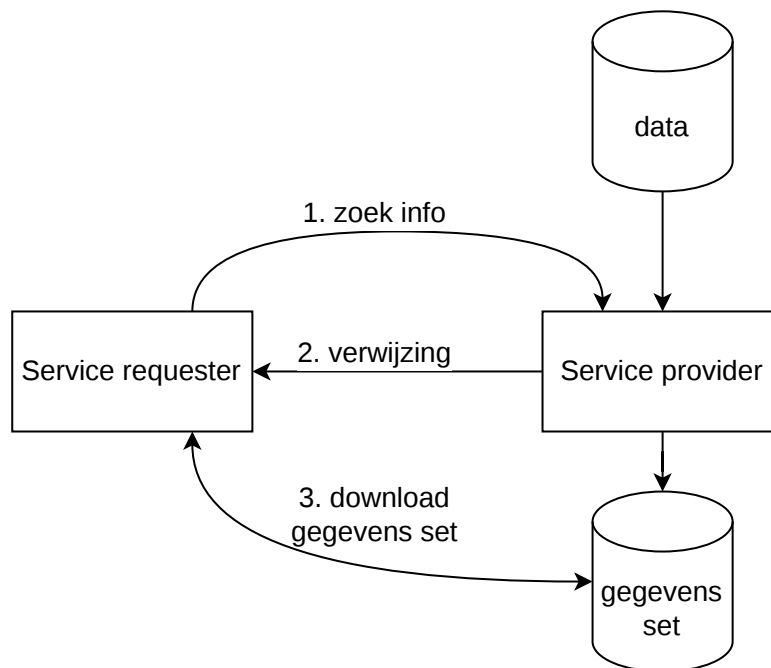 data
1. zoek info
Service requester
2. verwijzing
Service provider
3. download
gegevens set
gegevens
set